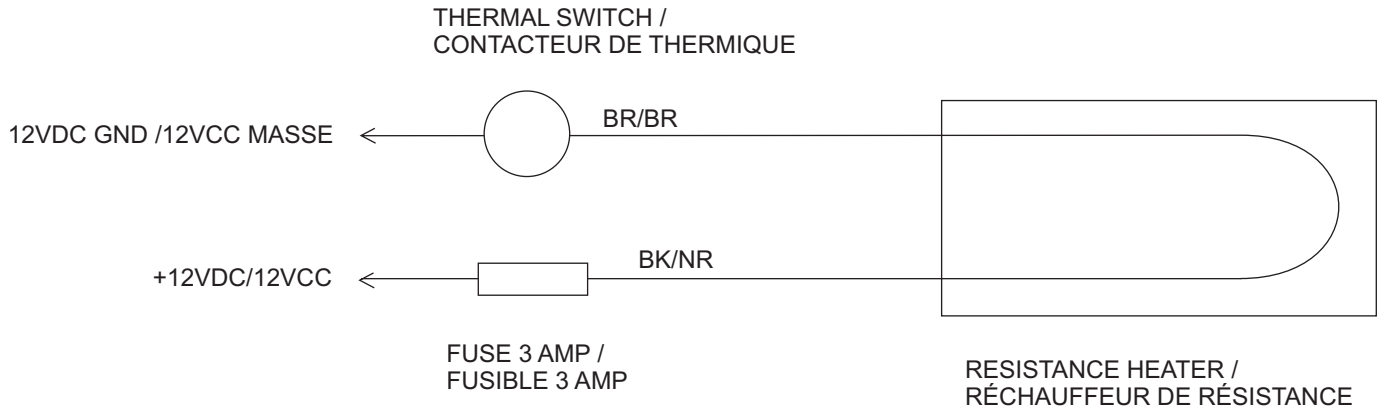 THERMAL SWITCH /
CONTACTEUR DE THERMIQUE
BR/BR
12VDC GND /12VCC MASSE
BK/NR
+12VDC/12VCC
FUSE 3 AMP /
FUSIBLE 3 AMP
RESISTANCE HEATER /
RÉCHAUFFEUR DE RÉSISTANCE